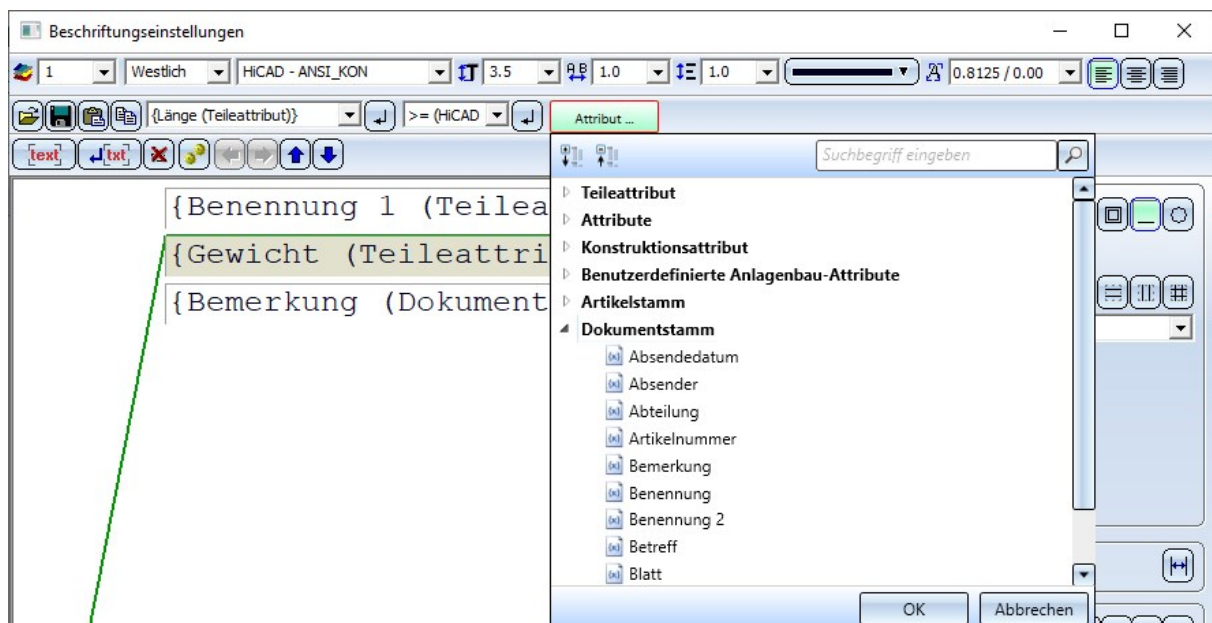 Beschriftungseinstellungen
1 Westlich HiCAD - ANSI_KON 3.5 1.0 1.0 0.8125 / 0.00
{Länge (Teileattribut)} >= (HiCAD Attribut ...
[text] [txt]
Suchbegriff eingeben
{Benennung 1 (Teilea
{Gewicht (Teileattri
{Bemerkung (Dokument
Teileattribut
Attribute
Konstruktionsattribut
Benutzerdefinierte Anlagenbau-Attribute
Artikelstamm
Dokumentstamm
Absendedatum
Absender
Abteilung
Artikelnummer
Bemerkung
Benennung
Benennung 2
Betreff
Blatt
OK Abbrechen